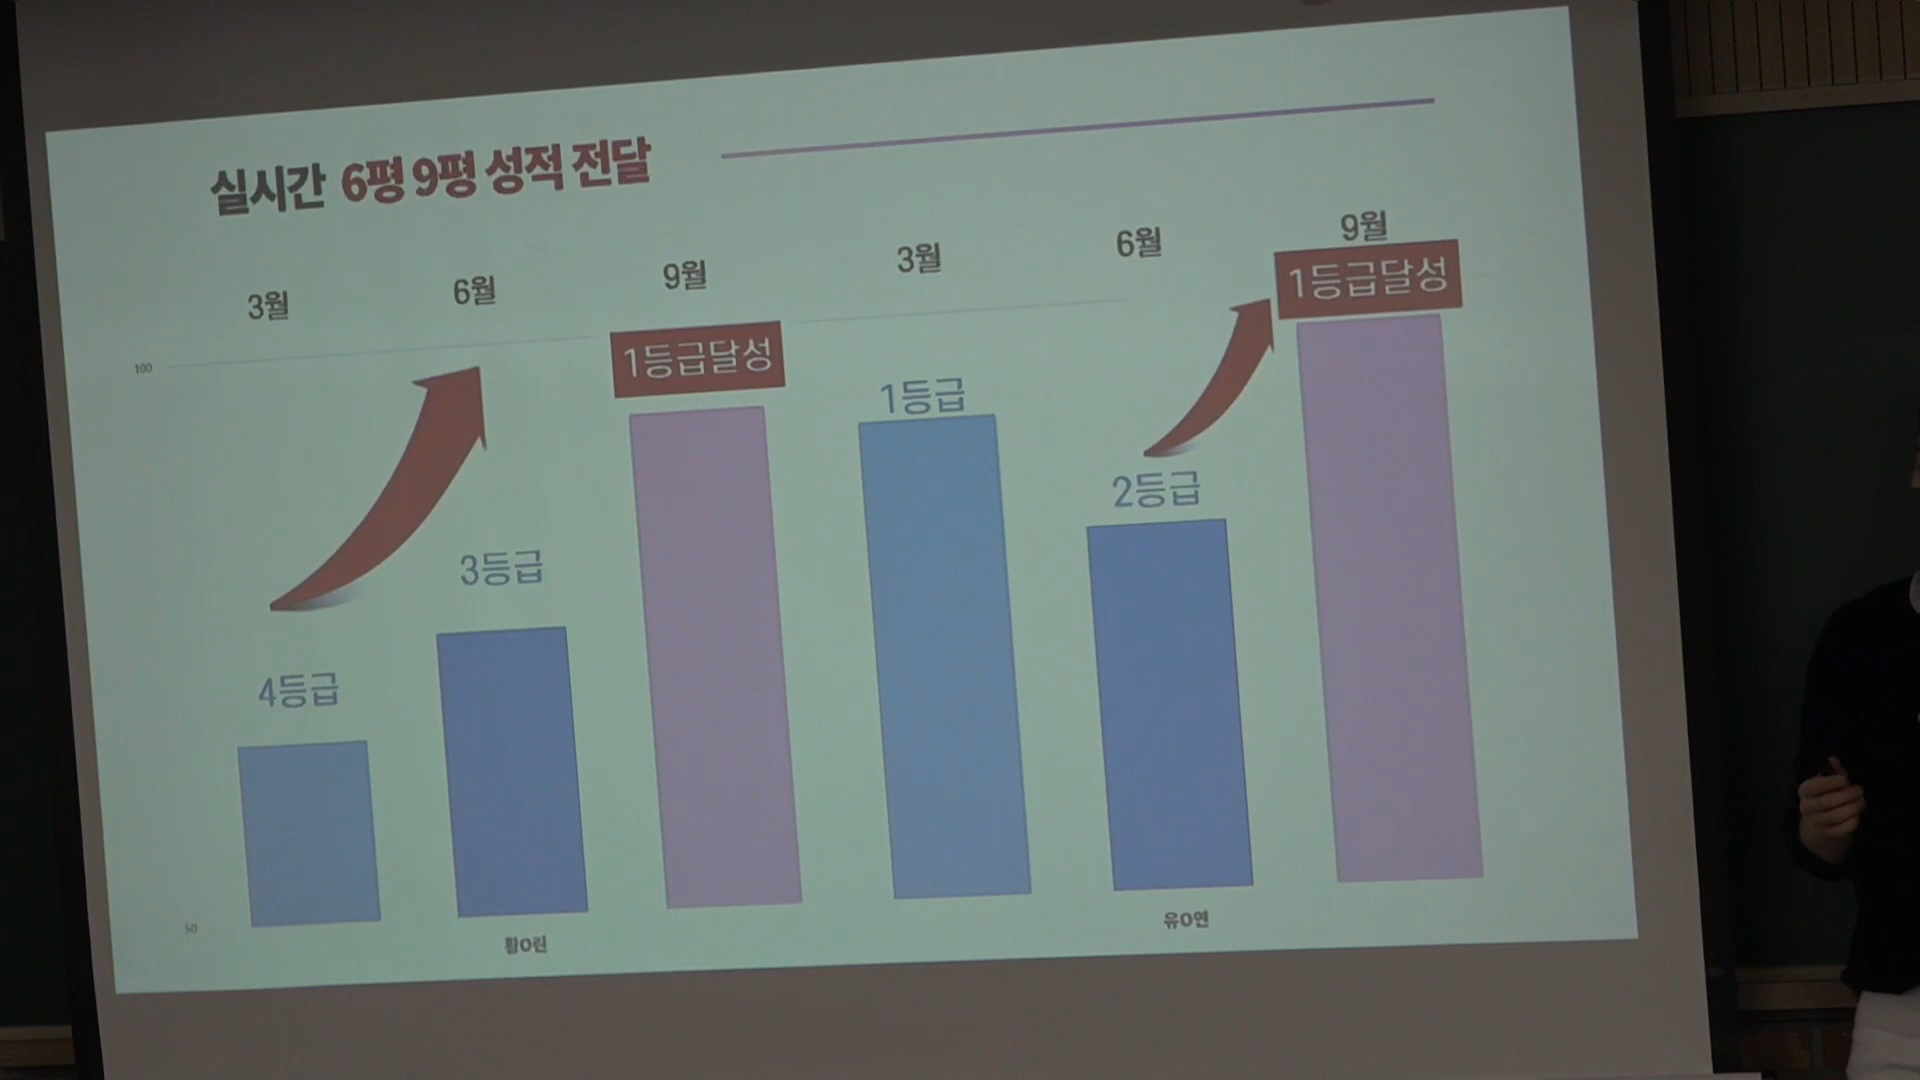 실시간 6평 9평 성적 전달
3월
6월
9월
3월
6월
9월
100
1등급달성
1등급달성
1등급
2등급
3등급
4등급
50
황O린
유O연